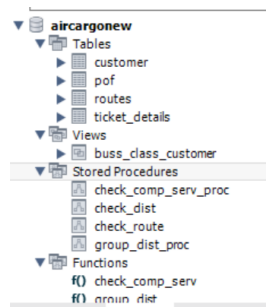 aircargonew
Tables
customer
pof
routes
ticket_details
Views
buss_class_customer
Stored Procedures
check_comp_serv_proc
check_dist
check_route
group_dist_proc
Functions
f() check_comp_serv
f() group_dist